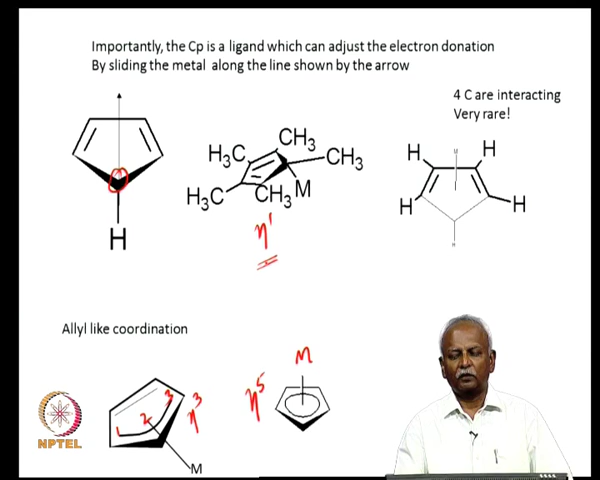 Importantly, the Cp is a ligand which can adjust the electron donation
By sliding the metal along the line shown by the arrow
4 C are interacting
Very rare!
H
H₃C
CH₃
CH₃
H₃C
CH₃
M
η¹
H
H
H
H
Allyl like coordination
1 2 3
η³
M
η⁵
M
NPTEL